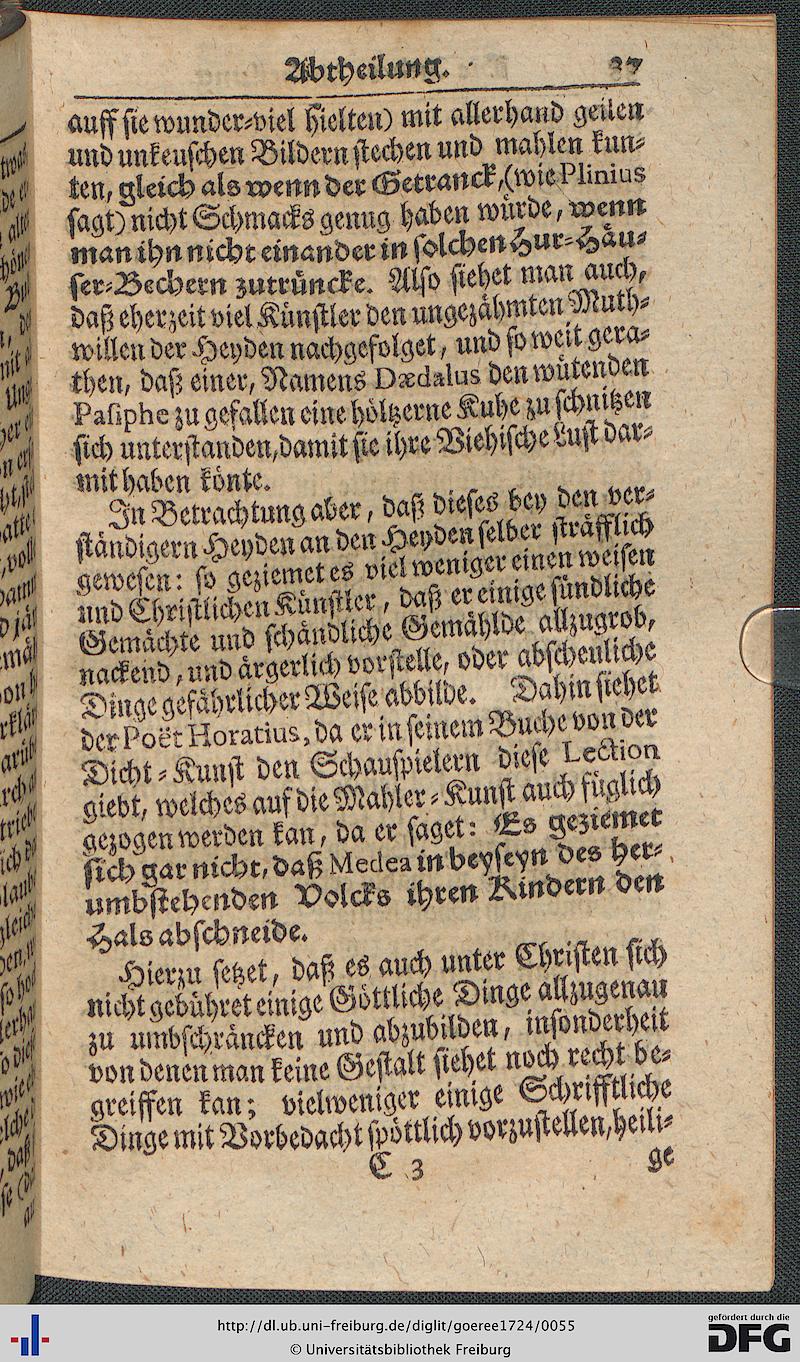 Abtheilung. 37
auff sie wunder-viel hielten) mit allerhand geilen
und unkeuschen Bildern stechen und mahlen kun-
ten, gleich als wenn der Getranck, (wie Plinius
sagt) nicht Schmacks genug haben würde, wenn
man ihn nicht einander in solchen Hur-Häu-
ser-Bechern zutrüncke. Also siehet man auch,
daß eherzeit viel Künstler den ungezähmten Muth-
willen der Heyden nachgefolget, und so weit gera-
then, daß einer, Namens Dædalus den wütenden
Pasiphe zu gefallen eine höltzerne Kuhe zu schnitzen
sich unterstanden, damit sie ihre Viehische Lust dar-
mit haben könte.
In Betrachtung aber, daß dieses bey den ver-
ständigern Heyden an den Heyden selber sträfflich
gewesen: so geziemet es viel weniger einen weisen
und Christlichen Künstler, daß er einige sündliche
Gemächte und schändliche Gemählde allzugrob,
nackend, und ärgerlich vorstelle, oder abscheuliche
Dinge gefährlicher Weise abbilde. Dahin siehet
der Poët Horatius, da er in seinem Buche von der
Dicht-Kunst den Schauspielern diese Lection
giebt, welches auf die Mahler-Kunst auch füglich
gezogen werden kan, da er saget: Es geziemet
sich gar nicht, daß Medea in beyseyn des her-
umbstehenden Volcks ihren Kindern den
Hals abschneide.
Hierzu setzet, daß es auch unter Christen sich
nicht gebühret einige Göttliche Dinge allzugenau
zu umbschräncken und abzubilden, insonderheit
von denen man keine Gestalt siehet noch recht be-
greiffen kan; vielweniger einige Schrifftliche
Dinge mit Vorbedacht spöttlich vorzustellen, heili-
C 3 ge
http://dl.ub.uni-freiburg.de/diglit/goeree1724/0055
© Universitätsbibliothek Freiburg
gefördert durch die
DFG